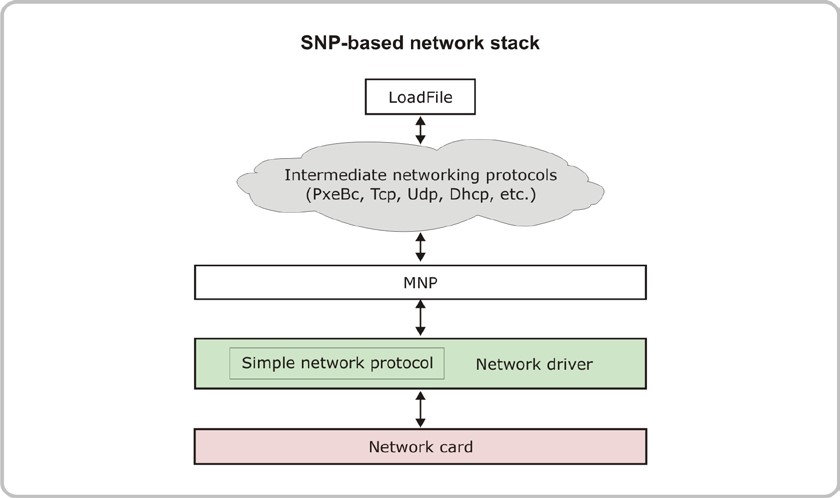 SNP-based network stack
LoadFile
Intermediate networking protocols
(PxeBc, Tcp, Udp, Dhcp, etc.)
MNP
Simple network protocol
Network driver
Network card